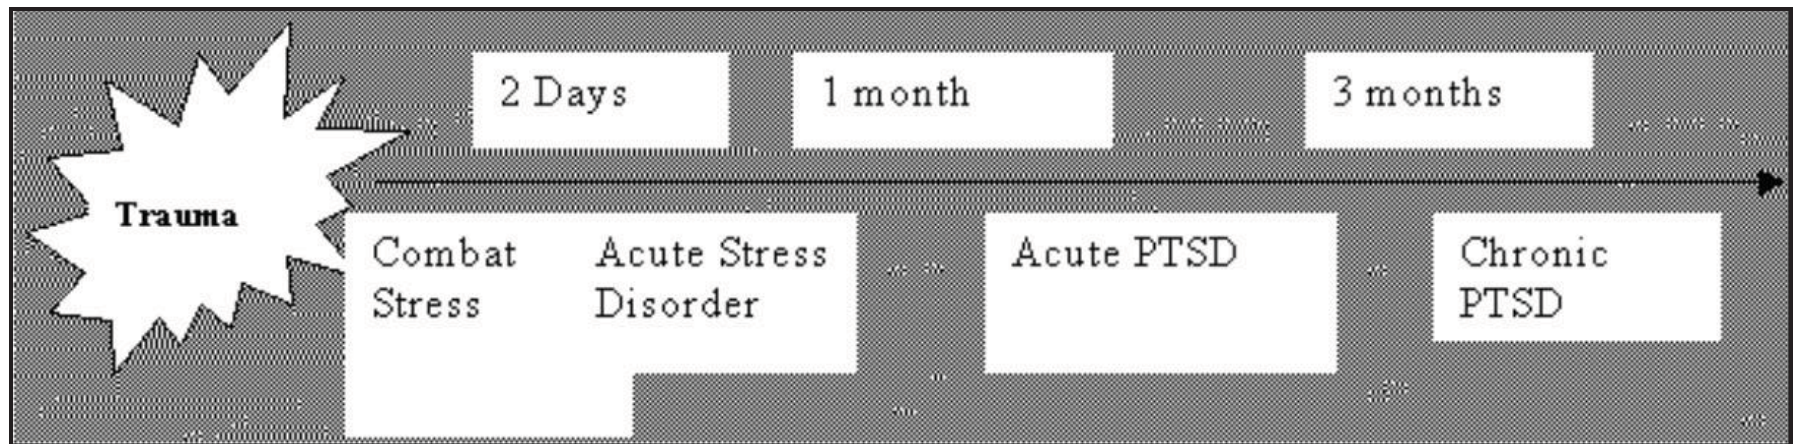 2 Days
1 month
3 months
Trauma
Combat
Stress
Acute Stress
Disorder
Acute PTSD
Chronic
PTSD